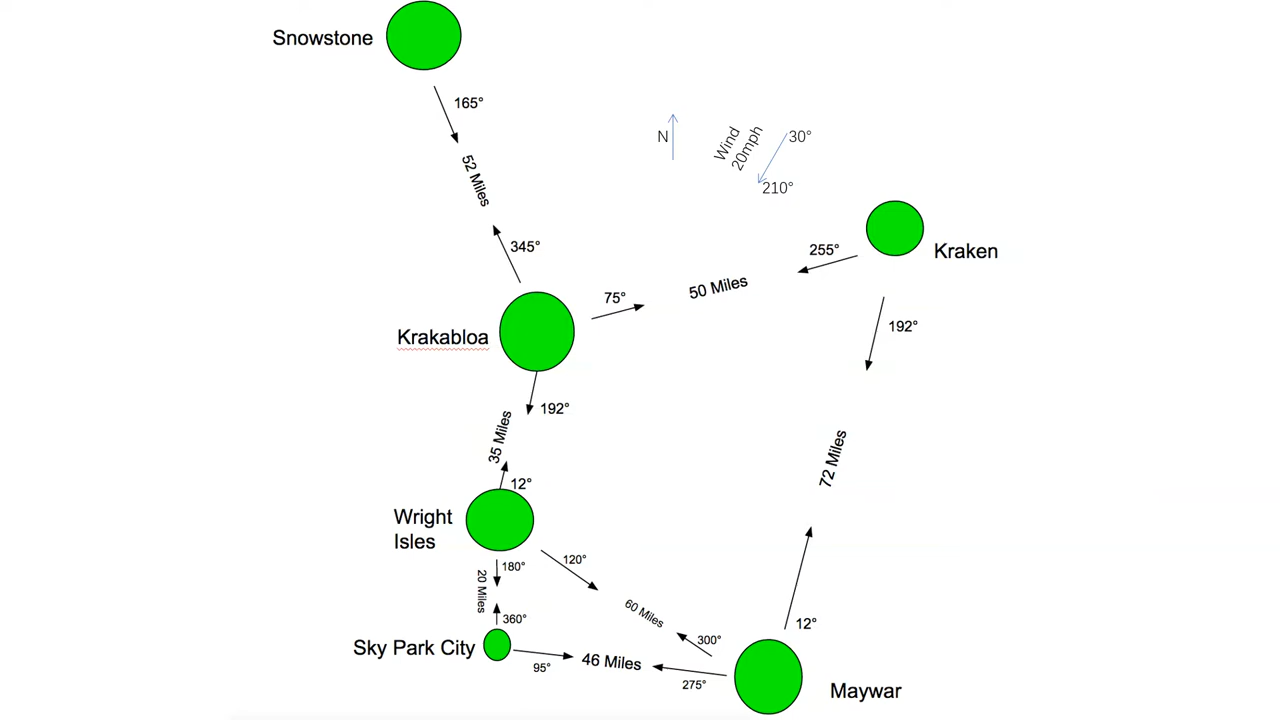 Snowstone
165°
52 Miles
345°
N
Wind
20mph
30°
210°
Kraken
255°
50 Miles
75°
192°
Krakabloa
192°
35 Miles
12°
72 Miles
Wright
Isles
180°
20 Miles
360°
120°
60 Miles
300°
12°
Sky Park City
95°
46 Miles
275°
Maywar